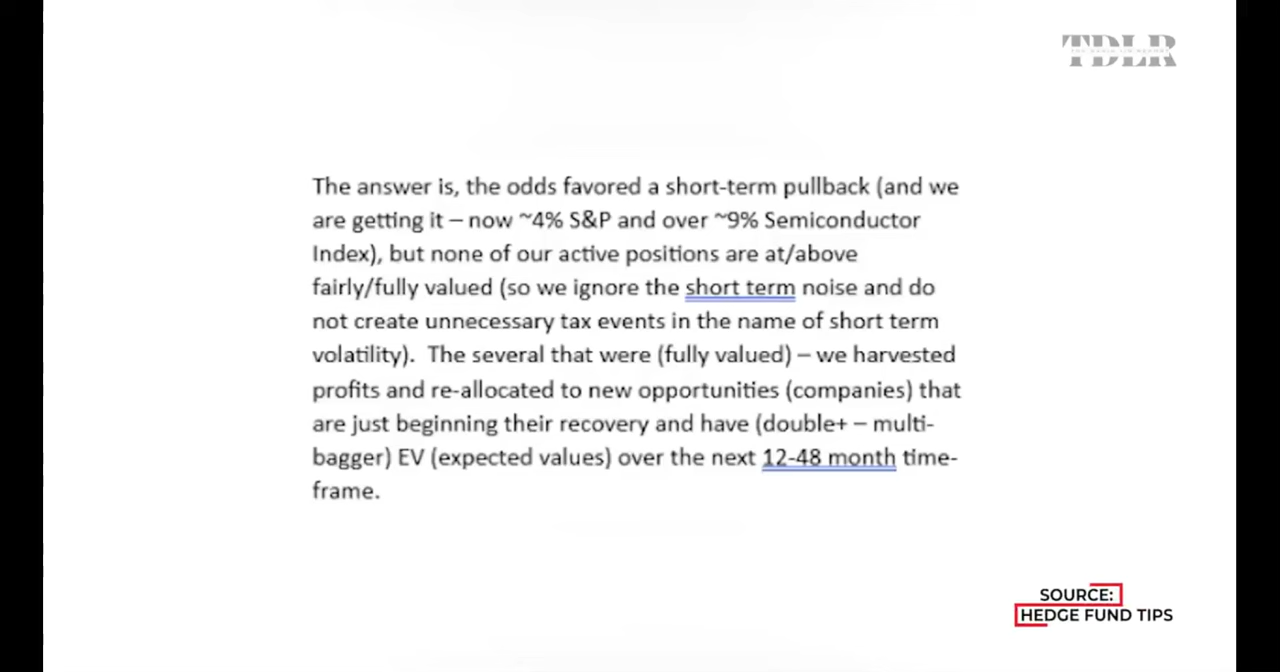 TDLR
The answer is, the odds favored a short-term pullback (and we
are getting it – now ~4% S&P and over ~9% Semiconductor
Index), but none of our active positions are at/above
fairly/fully valued (so we ignore the short term noise and do
not create unnecessary tax events in the name of short term
volatility).  The several that were (fully valued) – we harvested
profits and re-allocated to new opportunities (companies) that
are just beginning their recovery and have (double+ – multi-
bagger) EV (expected values) over the next 12-48 month time-
frame.
SOURCE:
HEDGE FUND TIPS